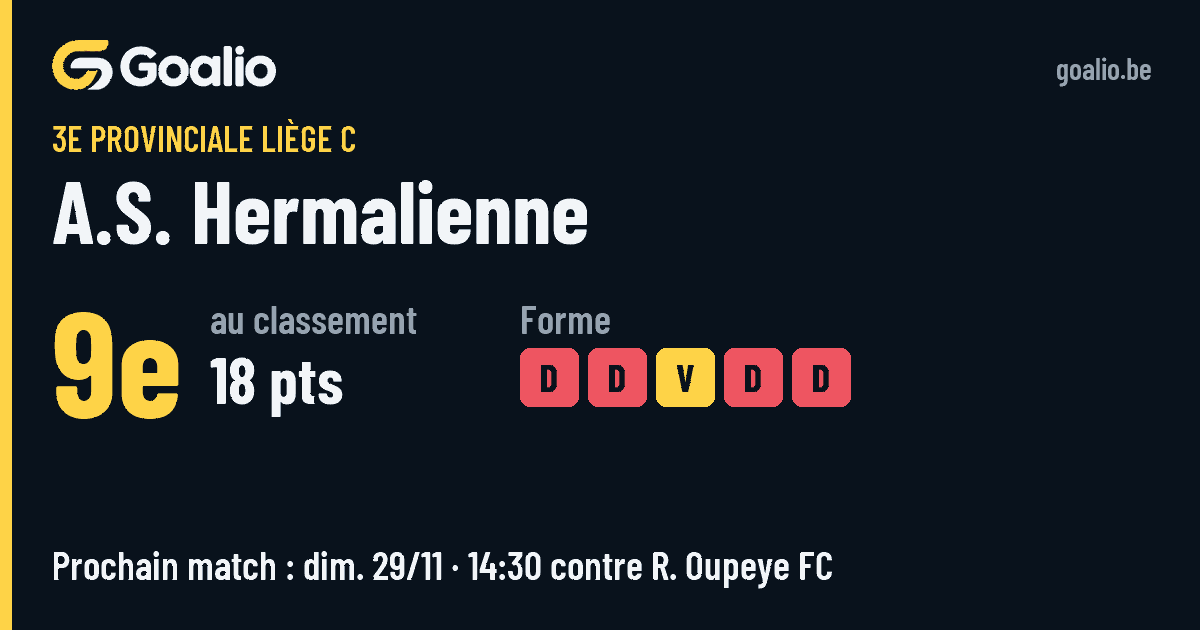 Goalio
goalio.be
3E PROVINCIALE LIÈGE C
A.S. Hermalienne
9e
au classement
18 pts
Forme
D D V D D
Prochain match : dim. 29/11 · 14:30 contre R. Oupeye FC